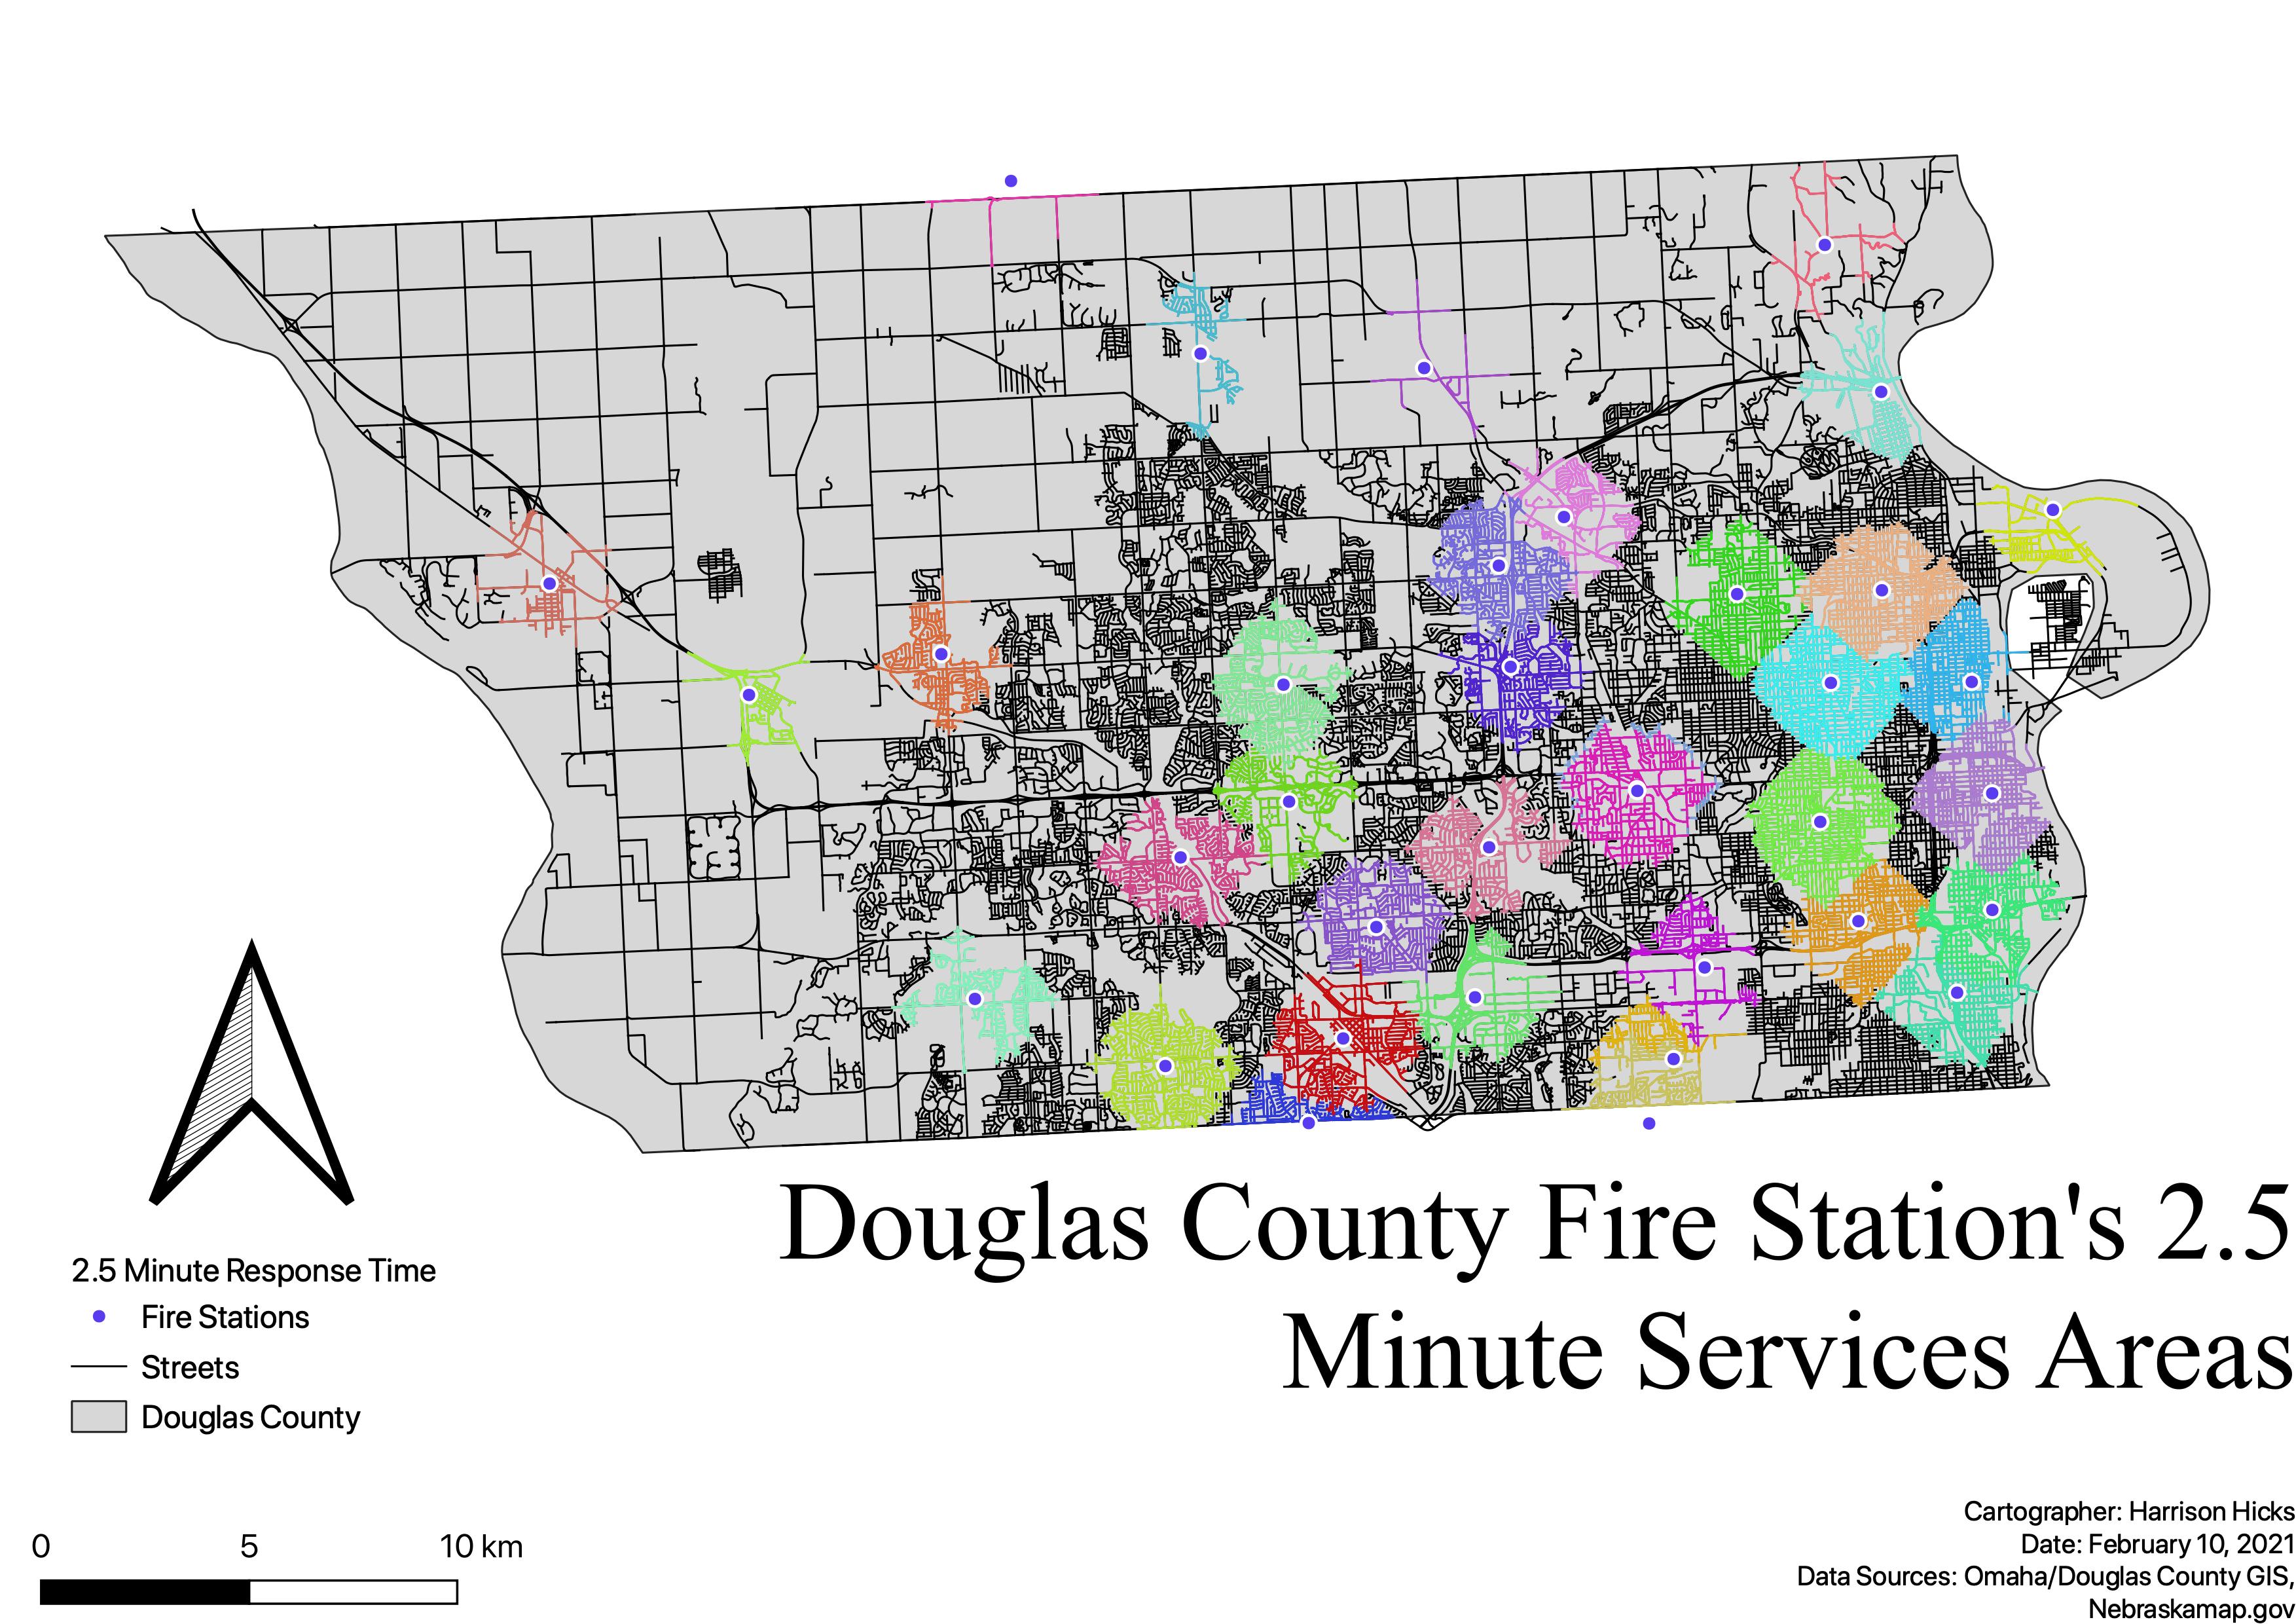 Douglas County Fire Station's 2.5
Minute Services Areas
2.5 Minute Response Time
Fire Stations
Streets
Douglas County
0 5 10 km
Cartographer: Harrison Hicks
Date: February 10, 2021
Data Sources: Omaha/Douglas County GIS,
Nebraskamap.gov